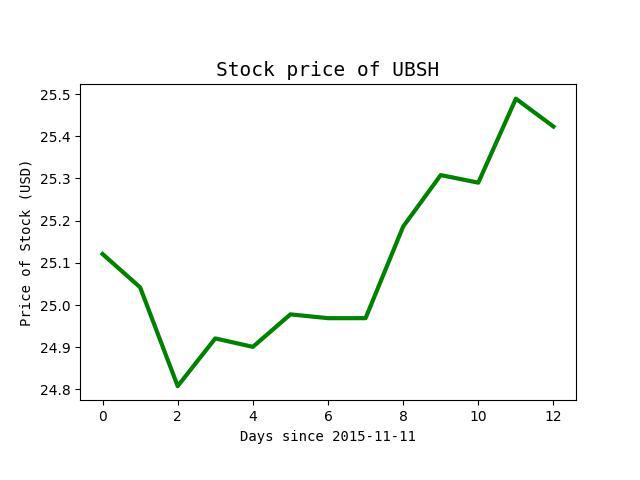 Stock price of UBSH
25.5
25.4
25.3
25.2
25.1
25.0
24.9
24.8
Price of Stock (USD)
0 2 4 6 8 10 12
Days since 2015-11-11